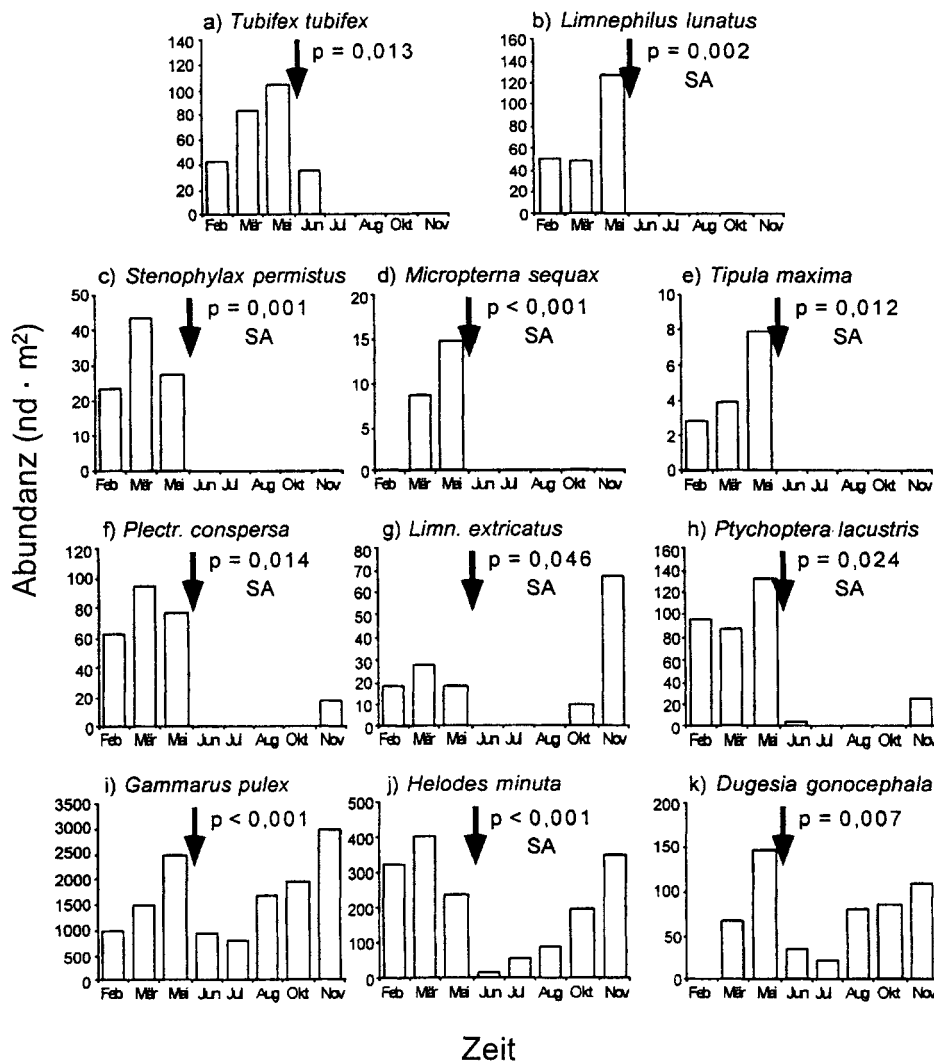 a) Tubifex tubifex
b) Limnephilus lunatus
140
120
100
80
60
40
20
0
p = 0,013
Feb Mär Mai Jun Jul Aug Okt Nov
160
140
120
100
80
60
40
20
0
p = 0,002
SA
Feb Mär Mai Jun Jul Aug Okt Nov
c) Stenophylax permistus
d) Micropterna sequax
e) Tipula maxima
50
40
30
20
10
0
p = 0,001
SA
Feb Mär Mai Jun Jul Aug Okt Nov
20
15
10
5
0
p < 0,001
SA
Feb Mär Mai Jun Jul Aug Okt Nov
10
8
6
4
2
0
p = 0,012
SA
Feb Mär Mai Jun Jul Aug Okt Nov
Abundanz (nd · m²)
f) Plectr. conspersa
g) Limn. extricatus
h) Ptychoptera lacustris
120
100
80
60
40
20
0
p = 0,014
SA
Feb Mär Mai Jun Jul Aug Okt Nov
80
70
60
50
40
30
20
10
0
p = 0,046
SA
Feb Mär Mai Jun Jul Aug Okt Nov
160
140
120
100
80
60
40
20
0
p = 0,024
SA
Feb Mär Mai Jun Jul Aug Okt Nov
i) Gammarus pulex
j) Helodes minuta
k) Dugesia gonocephala
3500
3000
2500
2000
1500
1000
500
0
p < 0,001
Feb Mär Mai Jun Jul Aug Okt Nov
500
400
300
200
100
0
p < 0,001
SA
Feb Mär Mai Jun Jul Aug Okt Nov
200
150
100
50
0
p = 0,007
Feb Mär Mai Jun Jul Aug Okt Nov
Zeit